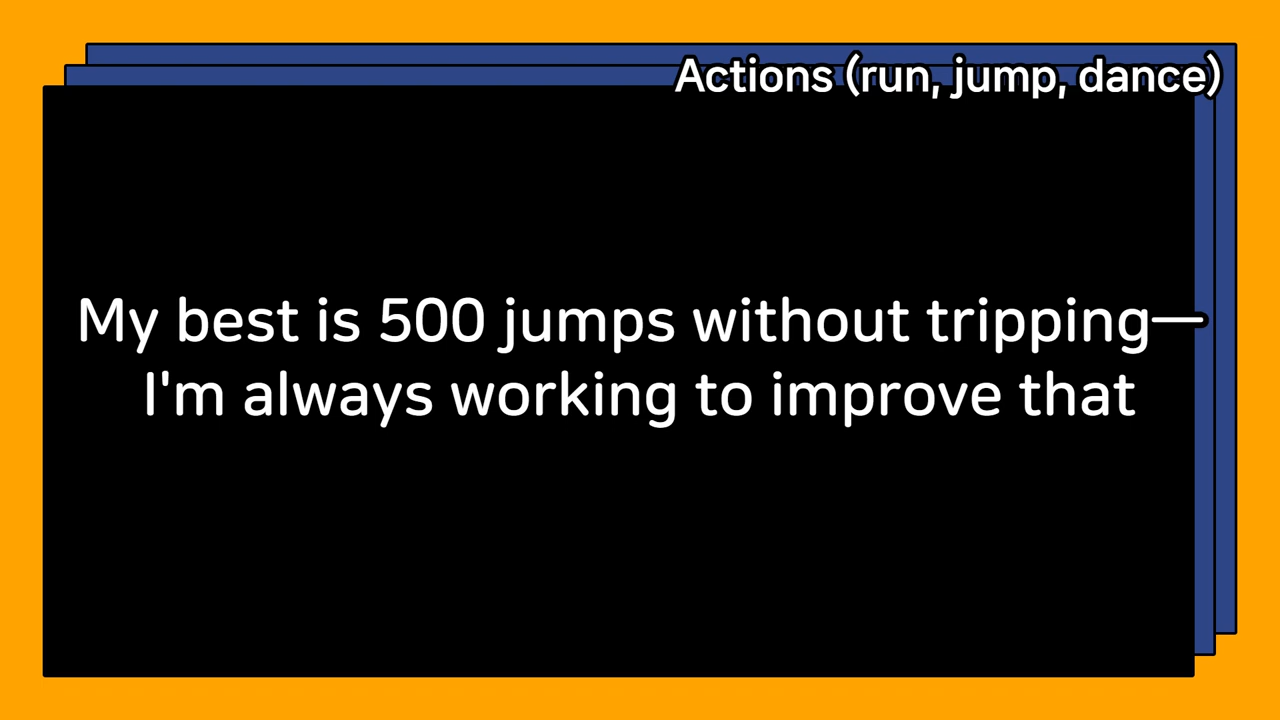 Actions (run, jump, dance)
My best is 500 jumps without tripping—
I'm always working to improve that